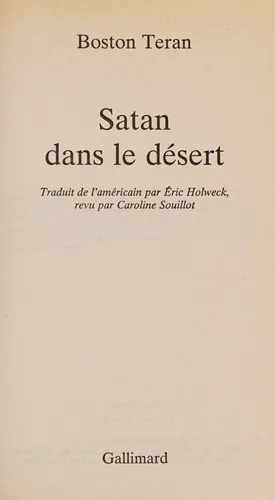 Boston Teran
Satan
dans le désert
Traduit de l'américain par Éric Holweck,
revu par Caroline Souillot
Gallimard